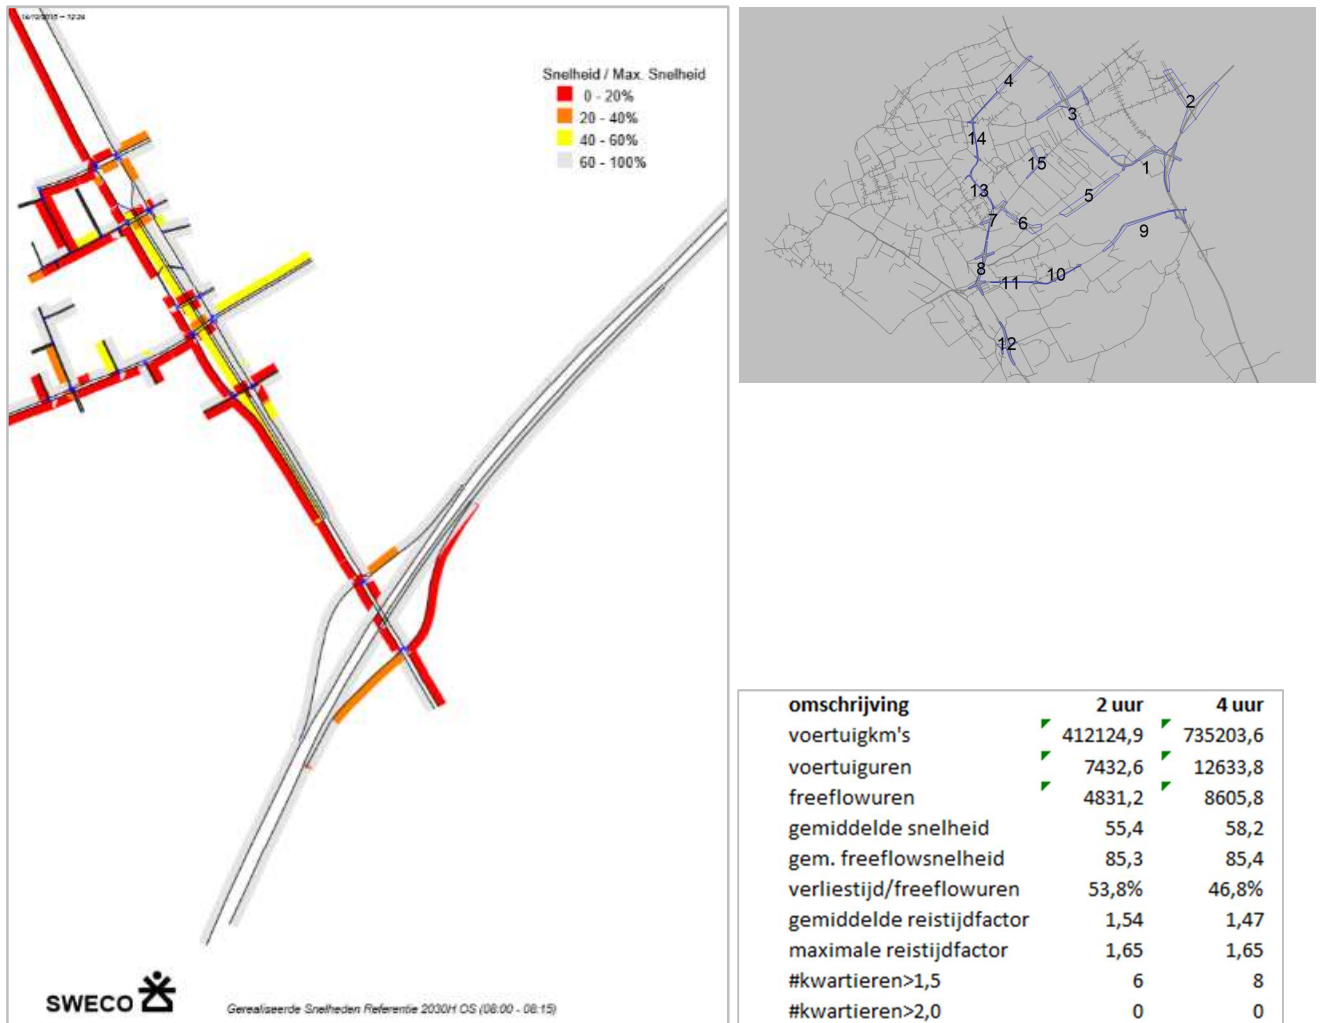 14/12/2015 – 12:26
Snelheid / Max. Snelheid
0 - 20%
20 - 40%
40 - 60%
60 - 100%
SWECO
Gerealiseerde Snelheden Referentie 2030H OS (08:00 - 08:15)
4
2
3
14
15
1
13
5
7
6
9
8
10
11
12
omschrijving 2 uur 4 uur
voertuigkm's 412124,9 735203,6
voertuiguren 7432,6 12633,8
freeflowuren 4831,2 8605,8
gemiddelde snelheid 55,4 58,2
gem. freeflowsnelheid 85,3 85,4
verliestijd/freeflowuren 53,8% 46,8%
gemiddelde reistijdfactor 1,54 1,47
maximale reistijdfactor 1,65 1,65
#kwartieren>1,5 6 8
#kwartieren>2,0 0 0